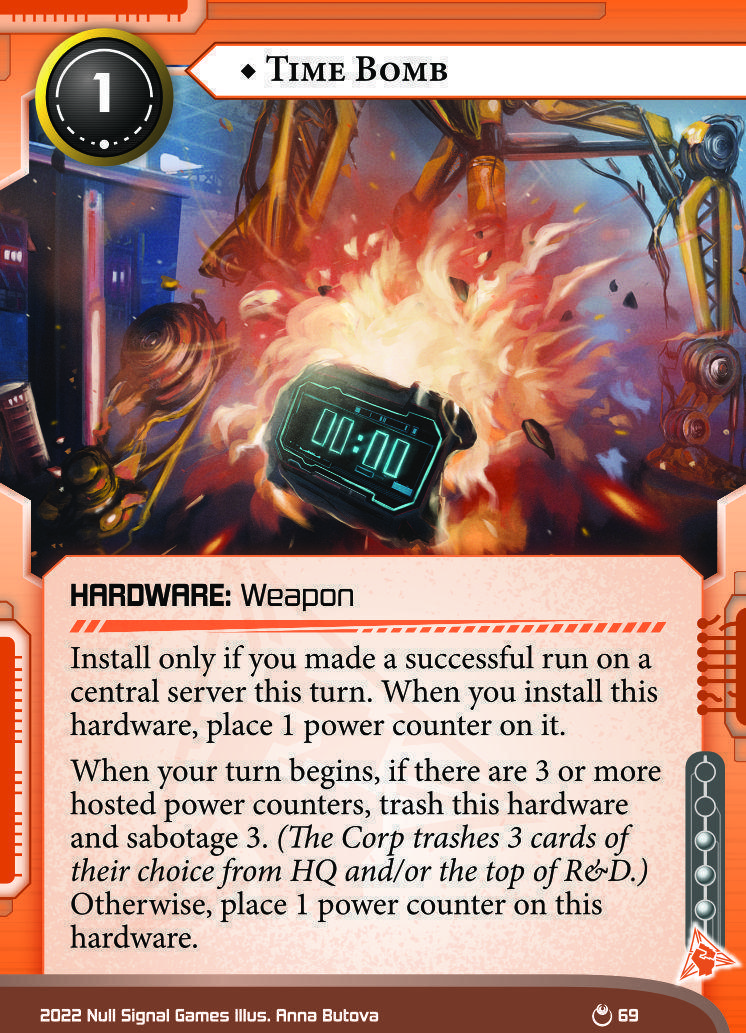 1
◆ Time Bomb
00:00
HARDWARE: Weapon
Install only if you made a successful run on a
central server this turn. When you install this
hardware, place 1 power counter on it.
When your turn begins, if there are 3 or more
hosted power counters, trash this hardware
and sabotage 3. (The Corp trashes 3 cards of
their choice from HQ and/or the top of R&D.)
Otherwise, place 1 power counter on this
hardware.
2022 Null Signal Games Illus. Anna Butova
69